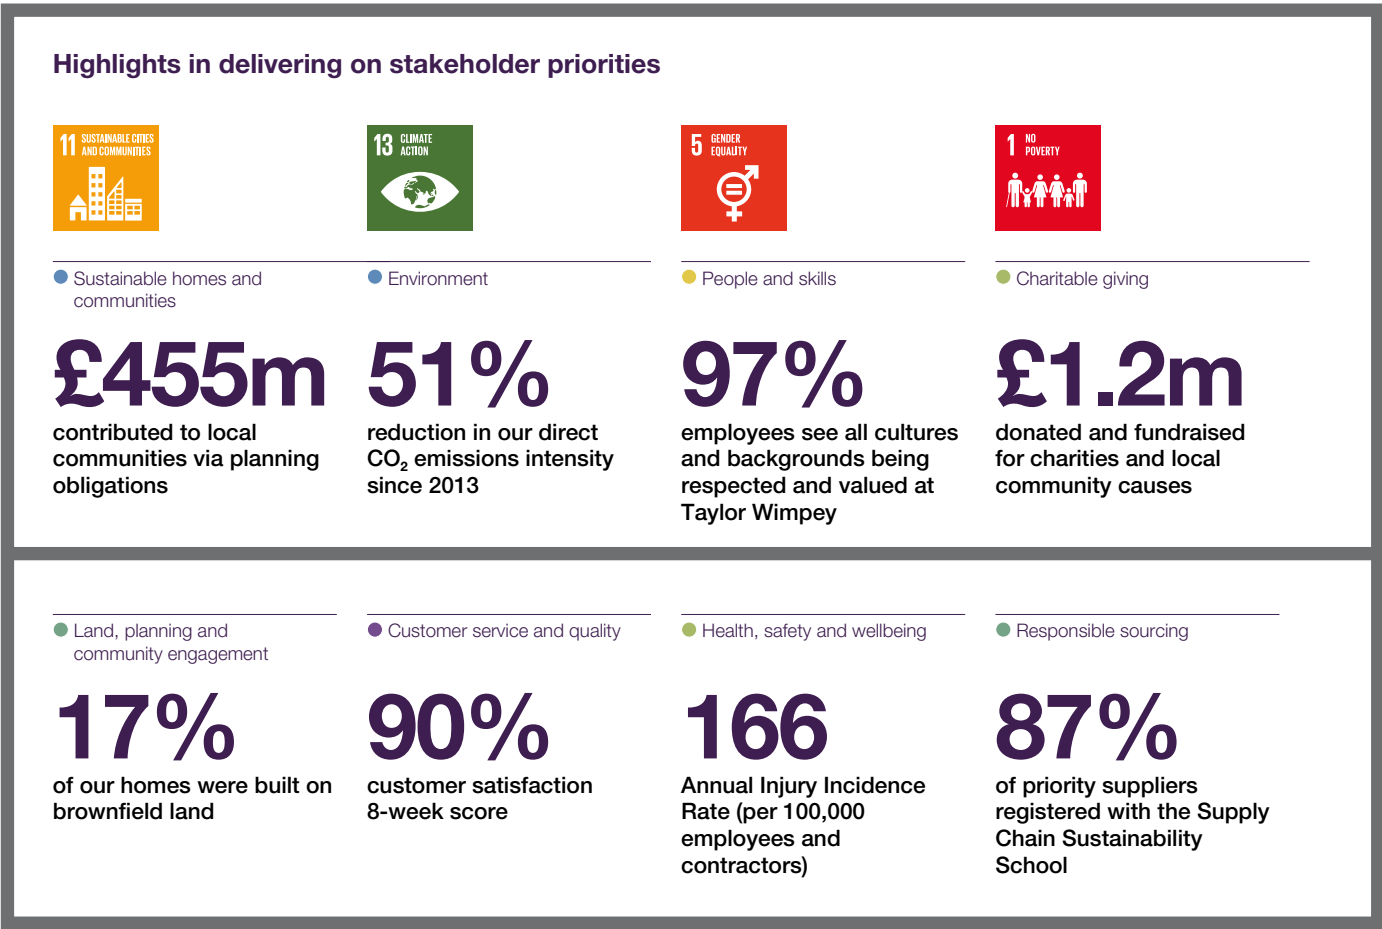 Highlights in delivering on stakeholder priorities
11 SUSTAINABLE CITIES
AND COMMUNITIES
13 CLIMATE
ACTION
5 GENDER
EQUALITY
1 NO
POVERTY
Sustainable homes and
communities
£455m
contributed to local
communities via planning
obligations
Environment
51%
reduction in our direct
CO₂ emissions intensity
since 2013
People and skills
97%
employees see all cultures
and backgrounds being
respected and valued at
Taylor Wimpey
Charitable giving
£1.2m
donated and fundraised
for charities and local
community causes
Land, planning and
community engagement
17%
of our homes were built on
brownfield land
Customer service and quality
90%
customer satisfaction
8-week score
Health, safety and wellbeing
166
Annual Injury Incidence
Rate (per 100,000
employees and
contractors)
Responsible sourcing
87%
of priority suppliers
registered with the Supply
Chain Sustainability
School